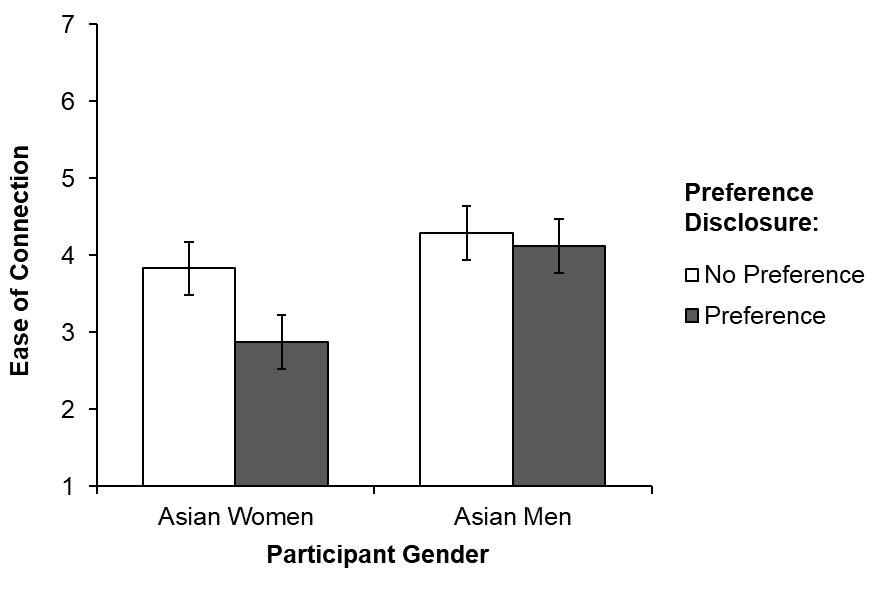 7
6
5
4
3
2
1
Ease of Connection
Asian Women
Asian Men
Participant Gender
Preference
Disclosure:
No Preference
Preference